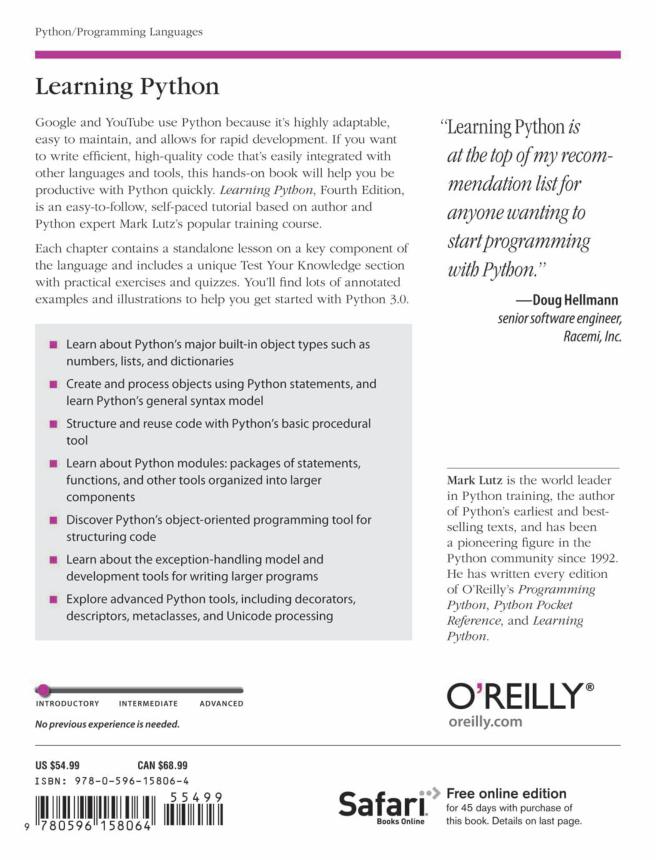 Python/Programming Languages
Learning Python
Google and YouTube use Python because it's highly adaptable,
easy to maintain, and allows for rapid development. If you want
to write efficient, high-quality code that's easily integrated with
other languages and tools, this hands-on book will help you be
productive with Python quickly. Learning Python, Fourth Edition,
is an easy-to-follow, self-paced tutorial based on author and
Python expert Mark Lutz's popular training course.
Each chapter contains a standalone lesson on a key component of
the language and includes a unique Test Your Knowledge section
with practical exercises and quizzes. You'll find lots of annotated
examples and illustrations to help you get started with Python 3.0.
■ Learn about Python's major built-in object types such as
numbers, lists, and dictionaries
■ Create and process objects using Python statements, and
learn Python's general syntax model
■ Structure and reuse code with Python's basic procedural
tool
■ Learn about Python modules: packages of statements,
functions, and other tools organized into larger
components
■ Discover Python's object-oriented programming tool for
structuring code
■ Learn about the exception-handling model and
development tools for writing larger programs
■ Explore advanced Python tools, including decorators,
descriptors, metaclasses, and Unicode processing
"Learning Python is
at the top of my recom-
mendation list for
anyone wanting to
start programming
with Python."
—Doug Hellmann
senior software engineer,
Racemi, Inc.
Mark Lutz is the world leader
in Python training, the author
of Python's earliest and best-
selling texts, and has been
a pioneering figure in the
Python community since 1992.
He has written every edition
of O'Reilly's Programming
Python, Python Pocket
Reference, and Learning
Python.
INTRODUCTORY INTERMEDIATE ADVANCED
No previous experience is needed.
O'REILLY®
oreilly.com
US $54.99 CAN $68.99
ISBN: 978-0-596-15806-4
55499
9 780596 158064
Safari
Books Online
Free online edition
for 45 days with purchase of
this book. Details on last page.